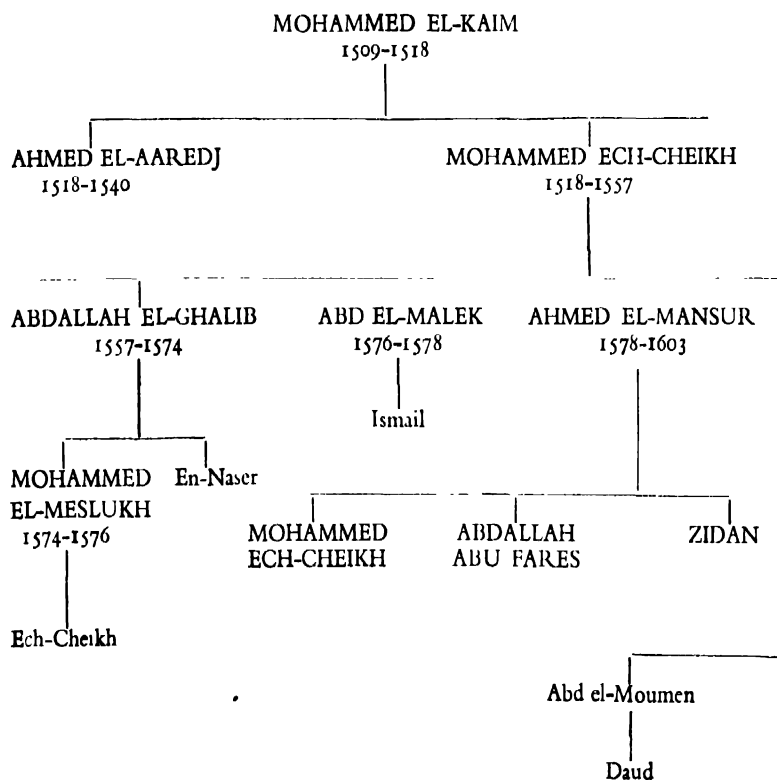 MOHAMMED EL-KAIM
1509-1518
AHMED EL-AAREDJ
1518-1540
MOHAMMED ECH-CHEIKH
1518-1557
ABDALLAH EL-GHALIB
1557-1574
ABD EL-MALEK
1576-1578
AHMED EL-MANSUR
1578-1603
Ismail
MOHAMMED
EL-MESLUKH
1574-1576
En-Naser
MOHAMMED
ECH-CHEIKH
ABDALLAH
ABU FARES
ZIDAN
Ech-Cheikh
Abd el-Moumen
Daud